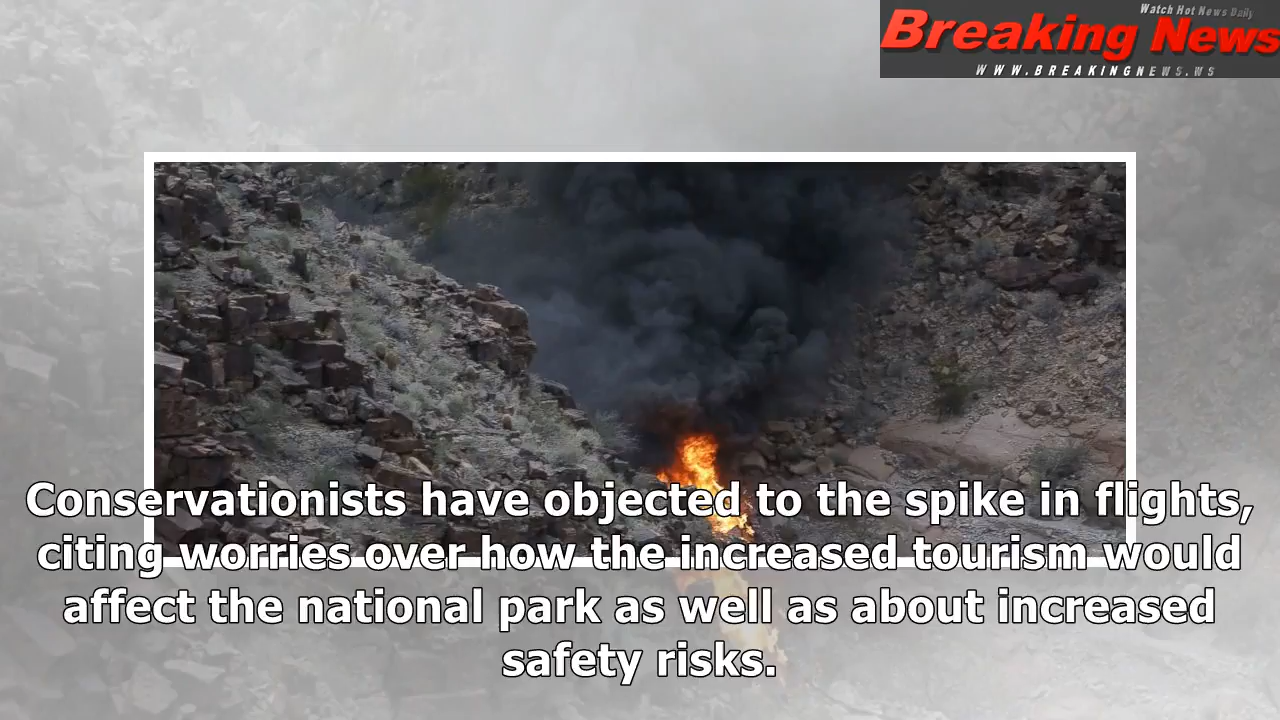 Watch Hot News Daily
Breaking News
WWW.BREAKINGNEWS.WS
Conservationists have objected to the spike in flights,
citing worries over how the increased tourism would
affect the national park as well as about increased
safety risks.